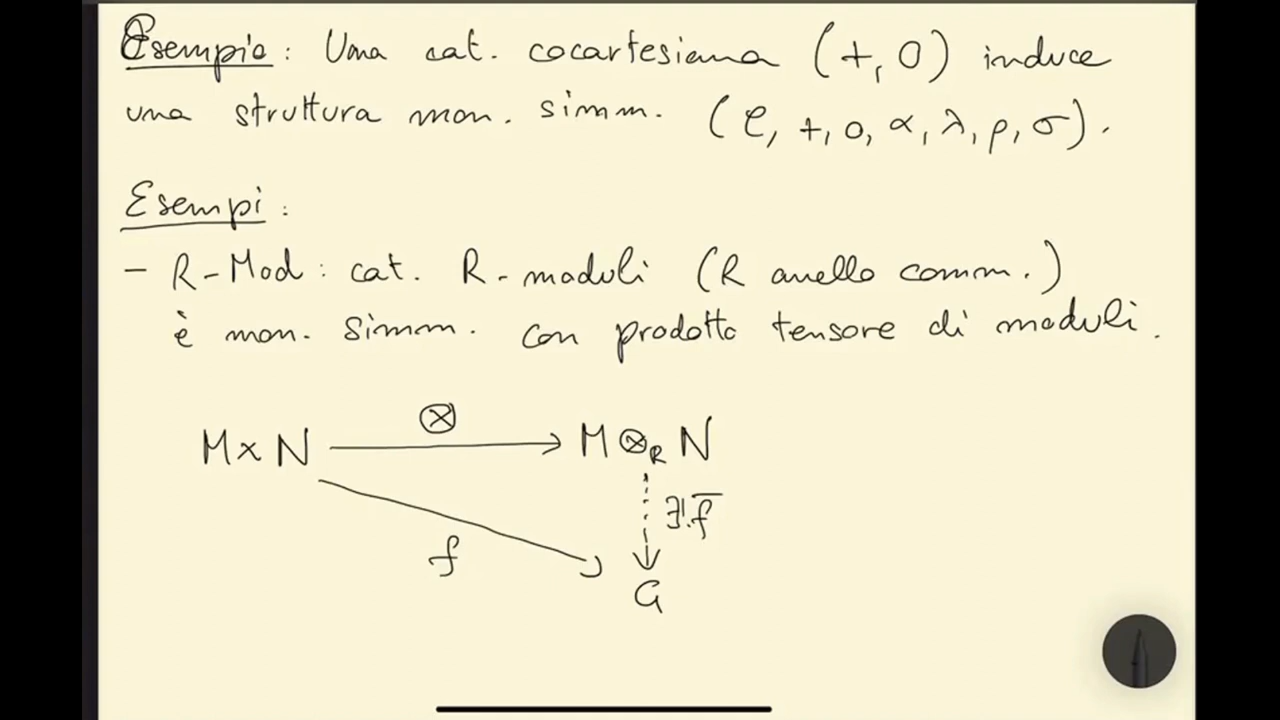 Esempio: Una cat. cocartesiana (+, 0) induce
una struttura mon. simm. (C, +, 0, α, λ, ρ, σ).
Esempi:
- R-Mod: cat. R-moduli (R anello comm.)
è mon. simm. con prodotto tensore di moduli.
⊗
M×N → M⊗_R N
∃! f̄
f
G